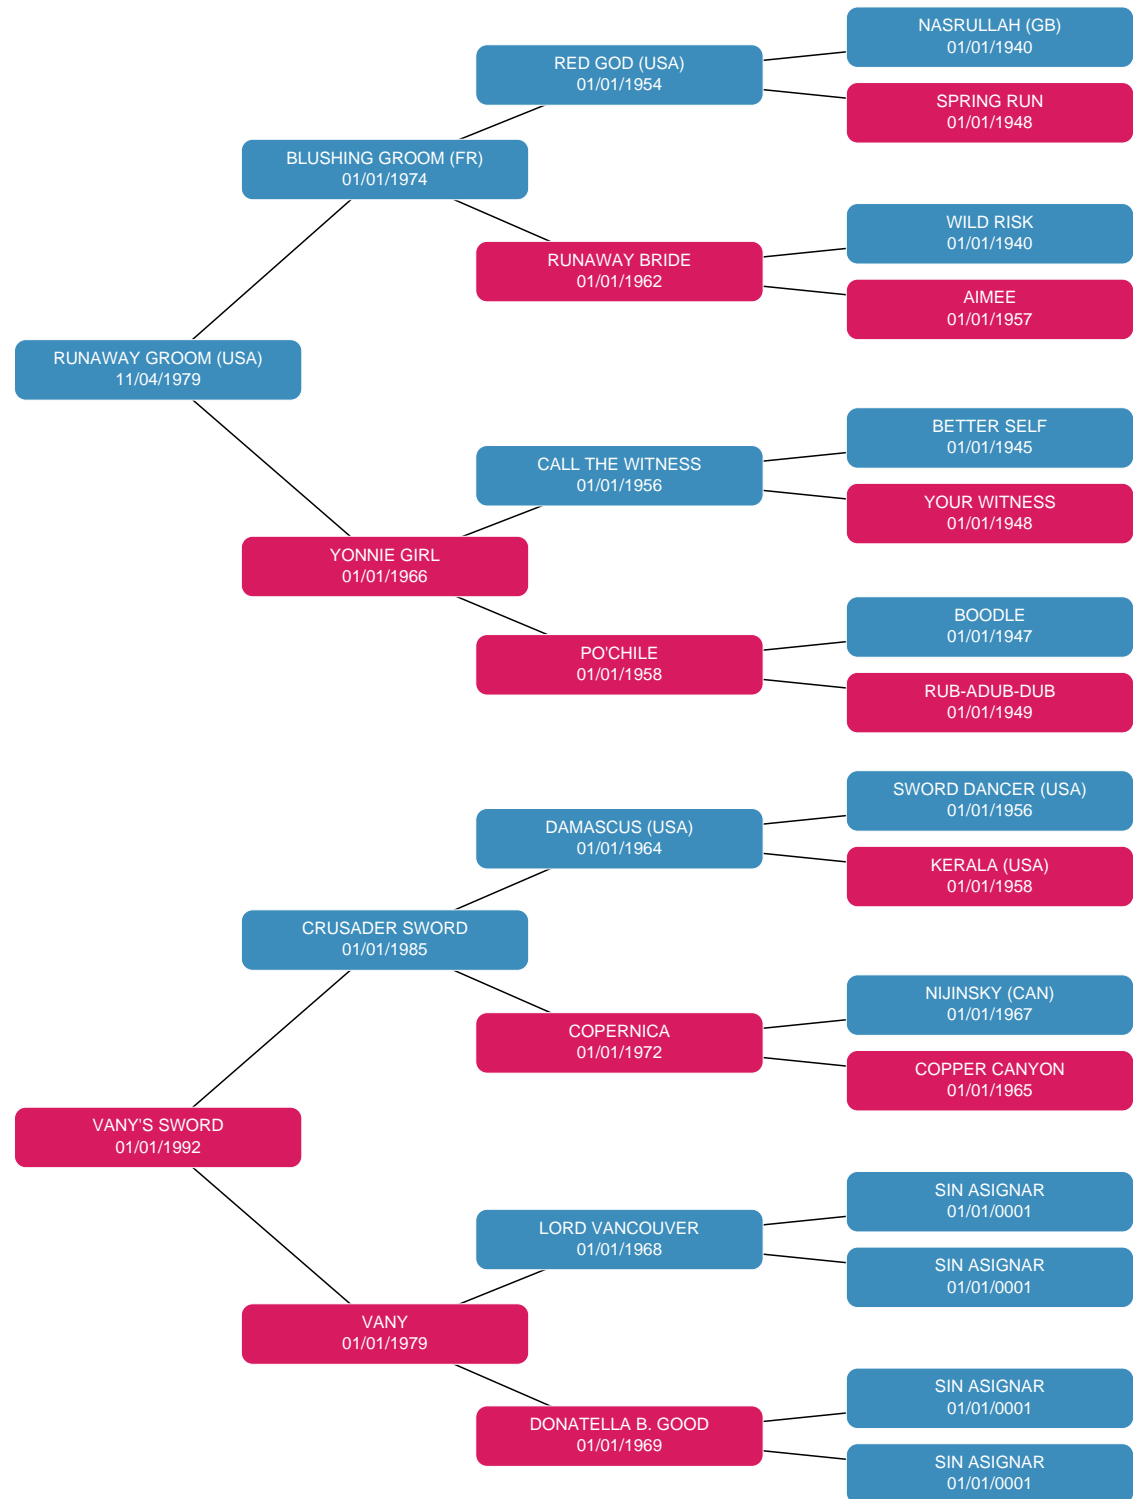 NASRULLAH (GB)
01/01/1940
RED GOD (USA)
01/01/1954
SPRING RUN
01/01/1948
BLUSHING GROOM (FR)
01/01/1974
WILD RISK
01/01/1940
RUNAWAY BRIDE
01/01/1962
AIMEE
01/01/1957
RUNAWAY GROOM (USA)
11/04/1979
BETTER SELF
01/01/1945
CALL THE WITNESS
01/01/1956
YOUR WITNESS
01/01/1948
YONNIE GIRL
01/01/1966
BOODLE
01/01/1947
PO'CHILE
01/01/1958
RUB-ADUB-DUB
01/01/1949
SWORD DANCER (USA)
01/01/1956
DAMASCUS (USA)
01/01/1964
KERALA (USA)
01/01/1958
CRUSADER SWORD
01/01/1985
NIJINSKY (CAN)
01/01/1967
COPERNICA
01/01/1972
COPPER CANYON
01/01/1965
VANY'S SWORD
01/01/1992
SIN ASIGNAR
01/01/0001
LORD VANCOUVER
01/01/1968
SIN ASIGNAR
01/01/0001
VANY
01/01/1979
SIN ASIGNAR
01/01/0001
DONATELLA B. GOOD
01/01/1969
SIN ASIGNAR
01/01/0001